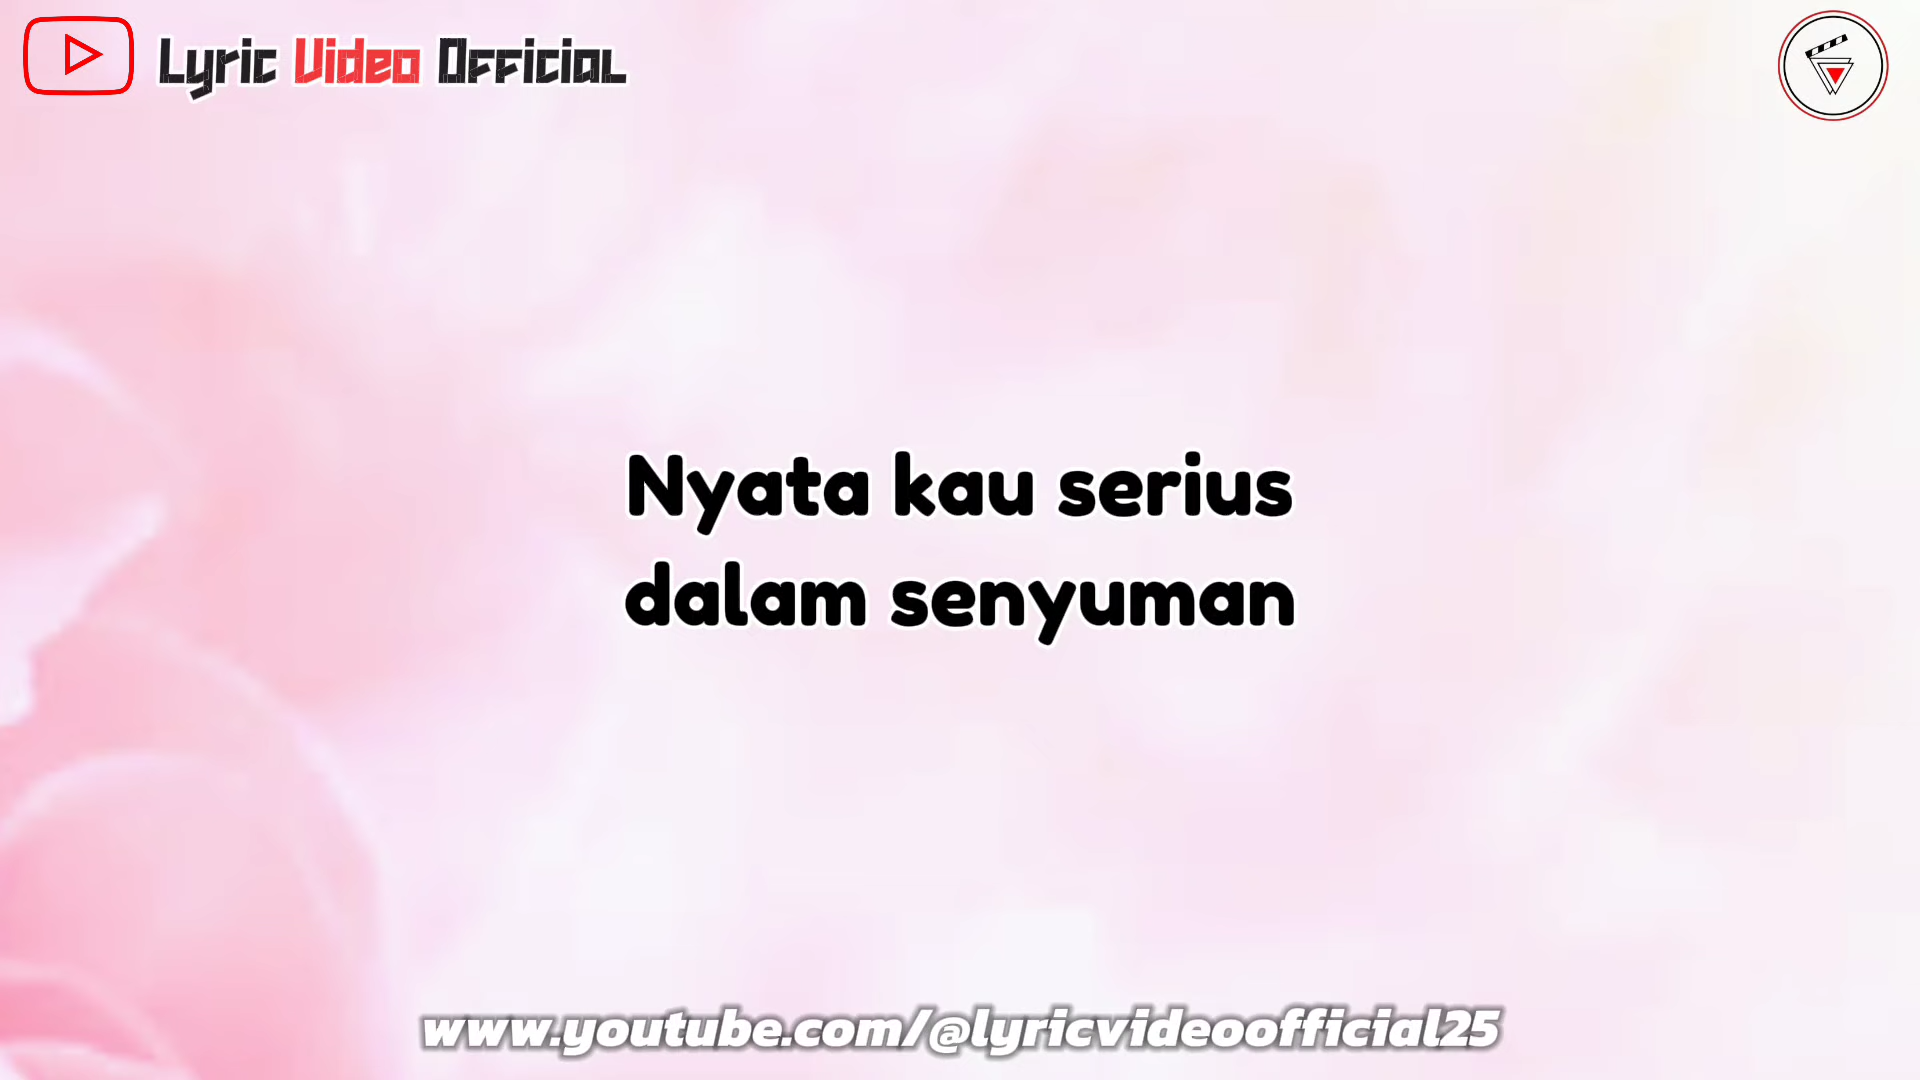 Lyric Video Official
Nyata kau serius
dalam senyuman
www.youtube.com/@lyricvideoofficial25